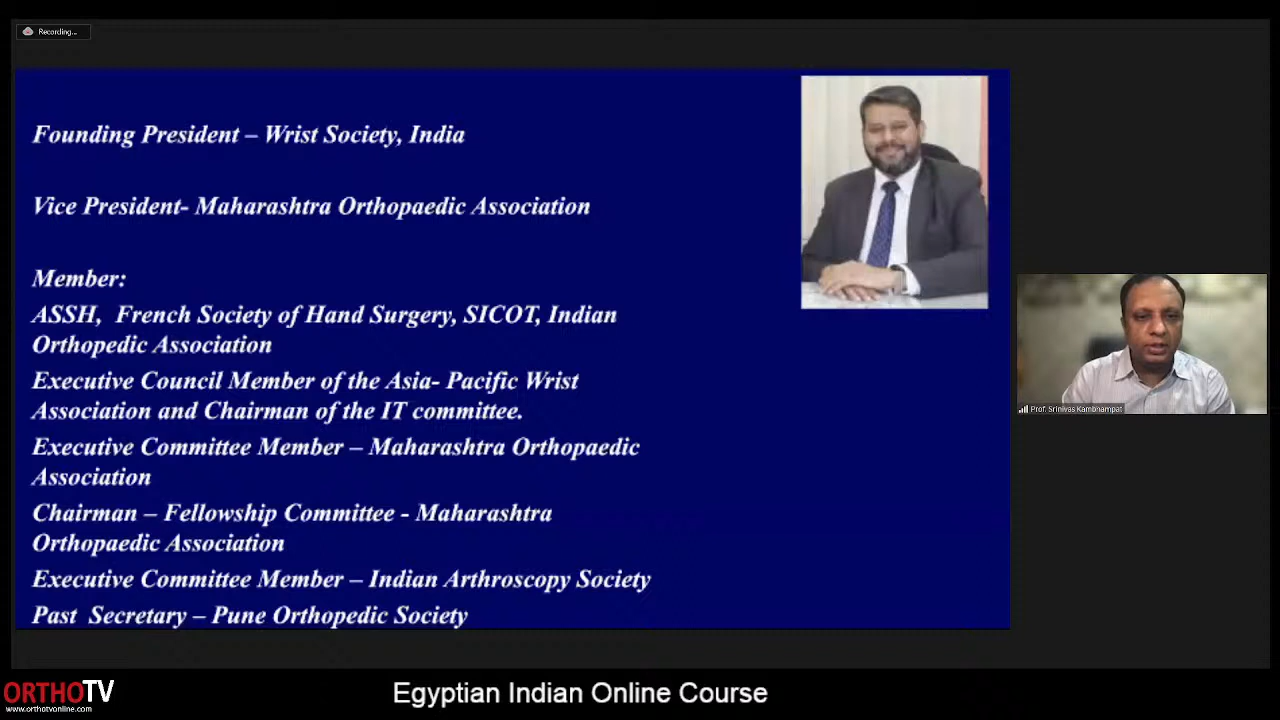 Recording...
Founding President – Wrist Society, India
Vice President- Maharashtra Orthopaedic Association
Member:
ASSH,  French Society of Hand Surgery, SICOT, Indian
Orthopedic Association
Executive Council Member of the Asia- Pacific Wrist
Association and Chairman of the IT committee.
Executive Committee Member – Maharashtra Orthopaedic
Association
Chairman – Fellowship Committee - Maharashtra
Orthopaedic Association
Executive Committee Member – Indian Arthroscopy Society
Past  Secretary – Pune Orthopedic Society
Prof. Srinivas Kambhampat
ORTHOTV
www.orthotvonline.com
Egyptian Indian Online Course